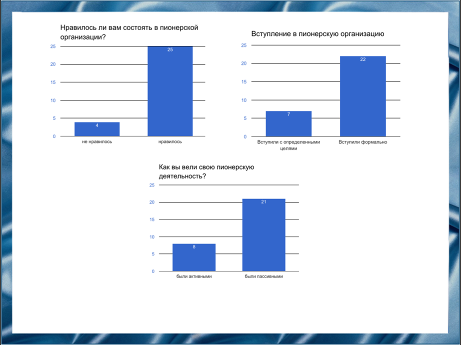 Нравилось ли вам состоять в пионерской
организации?
25
20
15
10
5
0
4
25
не нравилось
нравилось
Вступление в пионерскую организацию
25
20
15
10
5
0
7
22
Вступили с определенными
целями
Вступили формально
Как вы вели свою пионерскую
деятельность?
25
20
15
10
5
0
8
21
были активными
были пассивными